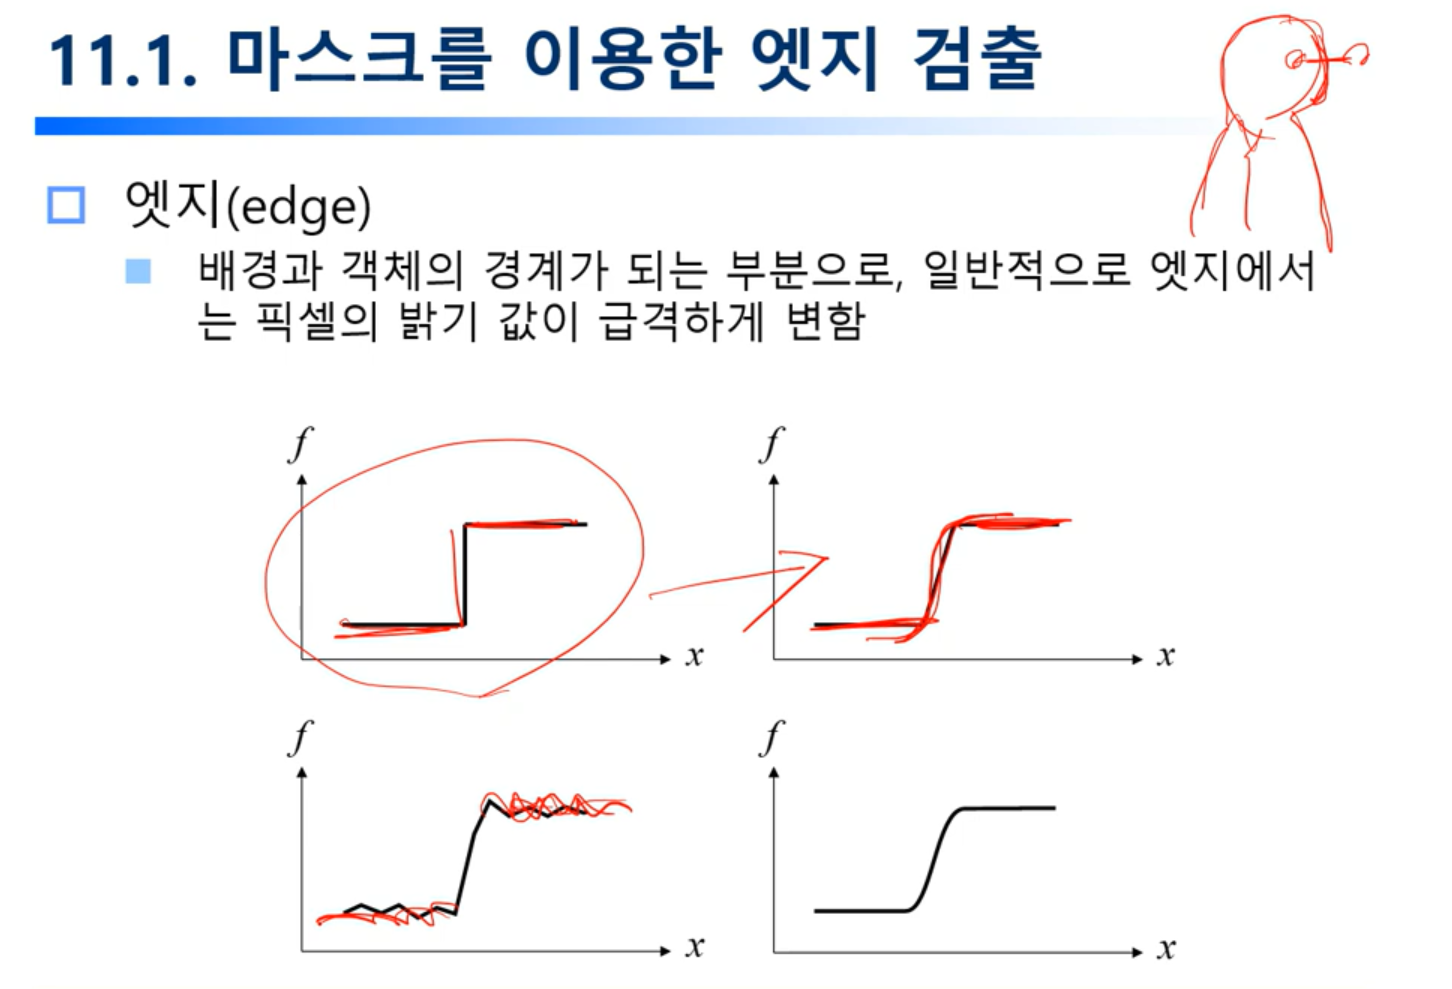 11.1. 마스크를 이용한 엣지 검출
엣지(edge)
배경과 객체의 경계가 되는 부분으로, 일반적으로 엣지에서
는 픽셀의 밝기 값이 급격하게 변함
f
x
f
x
f
x
f
x